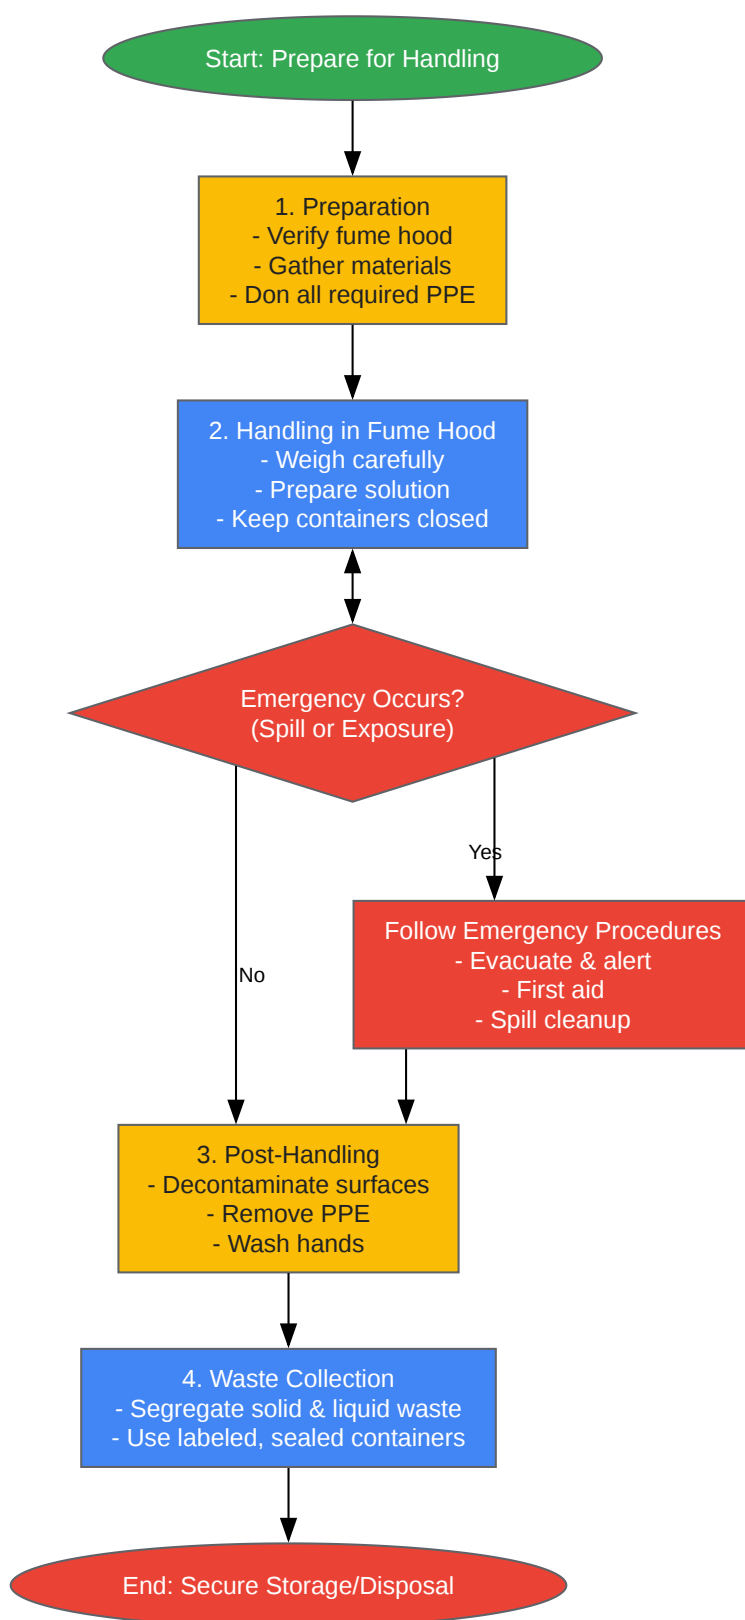 Start: Prepare for Handling
1. Preparation
- Verify fume hood
- Gather materials
- Don all required PPE
2. Handling in Fume Hood
- Weigh carefully
- Prepare solution
- Keep containers closed
Emergency Occurs?
(Spill or Exposure)
Yes
Follow Emergency Procedures
- Evacuate & alert
- First aid
- Spill cleanup
No
3. Post-Handling
- Decontaminate surfaces
- Remove PPE
- Wash hands
4. Waste Collection
- Segregate solid & liquid waste
- Use labeled, sealed containers
End: Secure Storage/Disposal